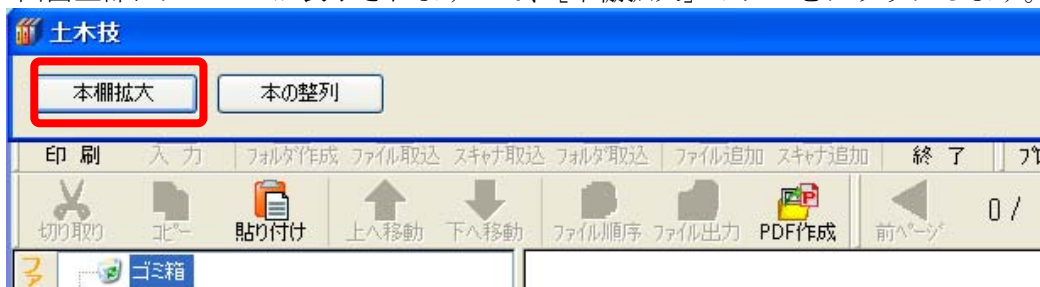 土木技
本棚拡大 本の整列
印 刷 入 力 フォルダ作成 ファイル取込 スキャナ取込 フォルダ取込 ファイル追加 スキャナ追加 終 了
切り取り コピー 貼り付け 上へ移動 下へ移動 ファイル順序 ファイル出力 PDF作成 前ページ 0 /
ファ ゴミ箱